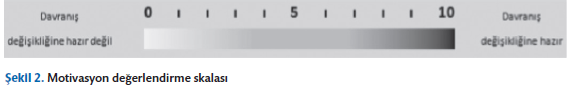 Davranış 0 5 10 Davranış
değişikliğine hazır değil değişikliğine hazır
Şekil 2. Motivasyon değerlendirme skalası